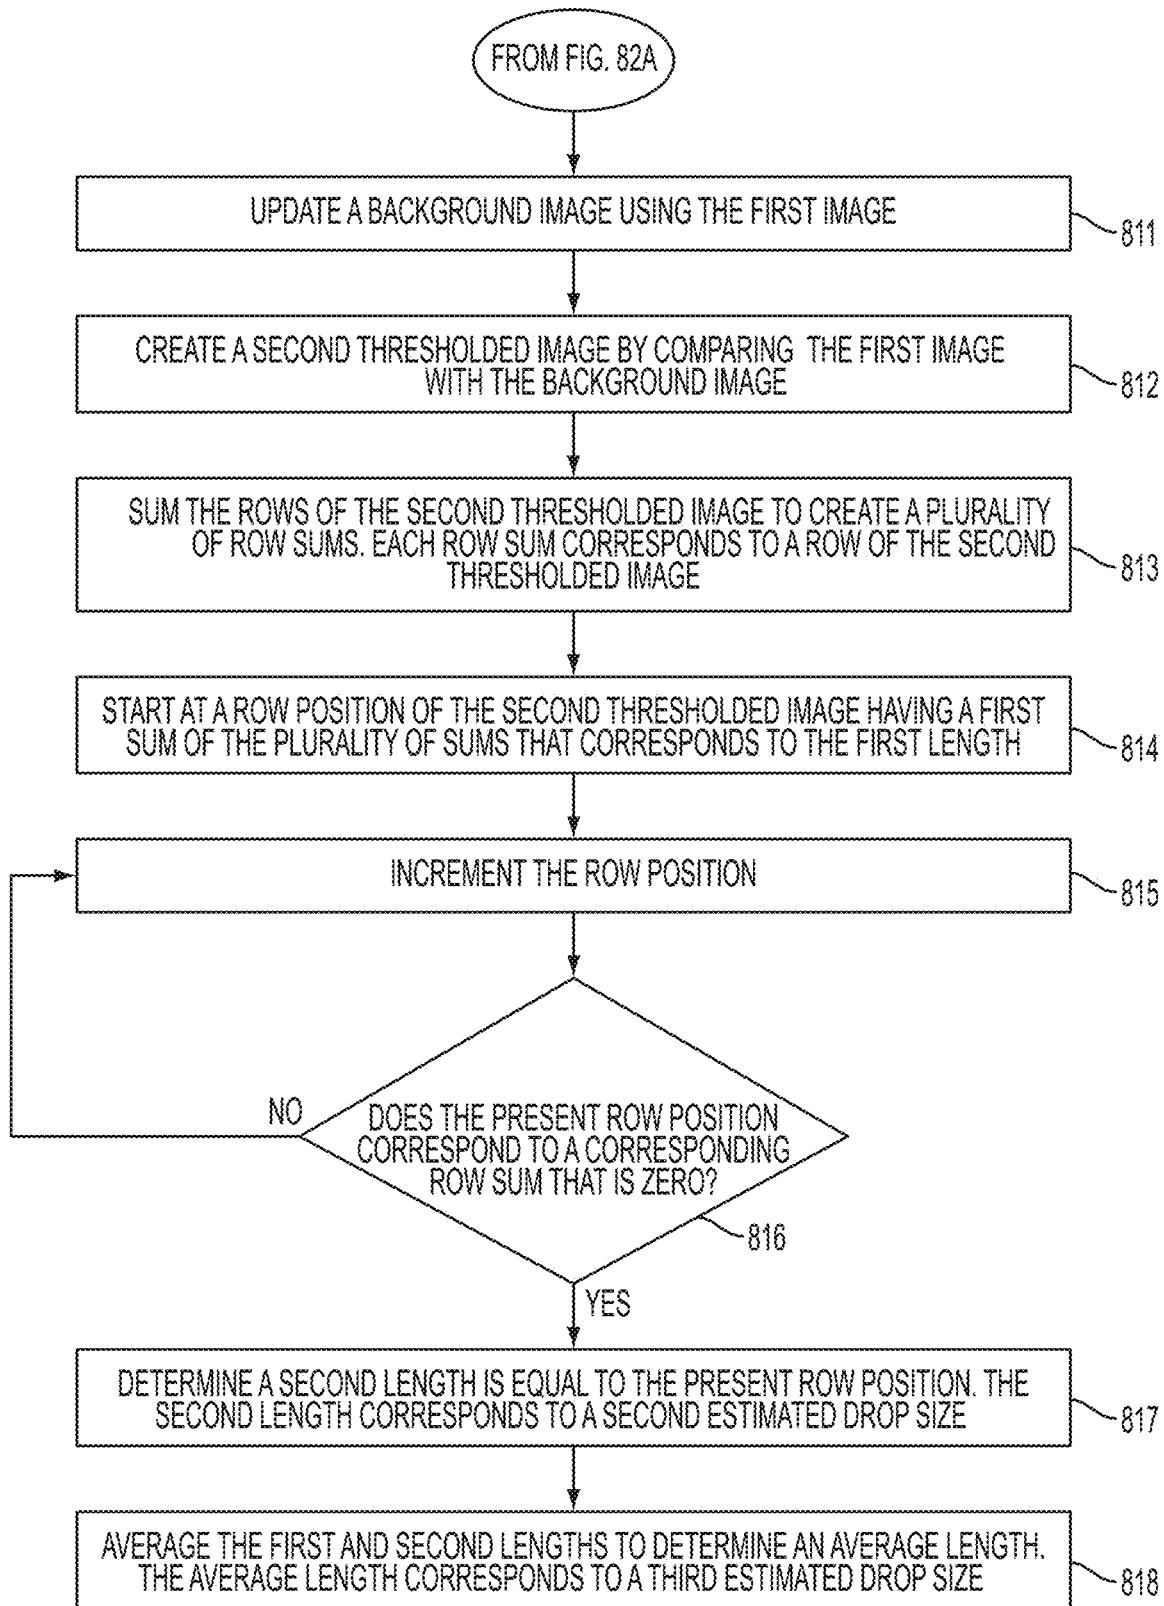 FROM FIG. 82A
UPDATE A BACKGROUND IMAGE USING THE FIRST IMAGE
811
CREATE A SECOND THRESHOLDED IMAGE BY COMPARING THE FIRST IMAGE
WITH THE BACKGROUND IMAGE
812
SUM THE ROWS OF THE SECOND THRESHOLDED IMAGE TO CREATE A PLURALITY
OF ROW SUMS. EACH ROW SUM CORRESPONDS TO A ROW OF THE SECOND
THRESHOLDED IMAGE
813
START AT A ROW POSITION OF THE SECOND THRESHOLDED IMAGE HAVING A FIRST
SUM OF THE PLURALITY OF SUMS THAT CORRESPONDS TO THE FIRST LENGTH
814
INCREMENT THE ROW POSITION
815
NO
DOES THE PRESENT ROW POSITION
CORRESPOND TO A CORRESPONDING
ROW SUM THAT IS ZERO?
816
YES
DETERMINE A SECOND LENGTH IS EQUAL TO THE PRESENT ROW POSITION. THE
SECOND LENGTH CORRESPONDS TO A SECOND ESTIMATED DROP SIZE
817
AVERAGE THE FIRST AND SECOND LENGTHS TO DETERMINE AN AVERAGE LENGTH.
THE AVERAGE LENGTH CORRESPONDS TO A THIRD ESTIMATED DROP SIZE
818